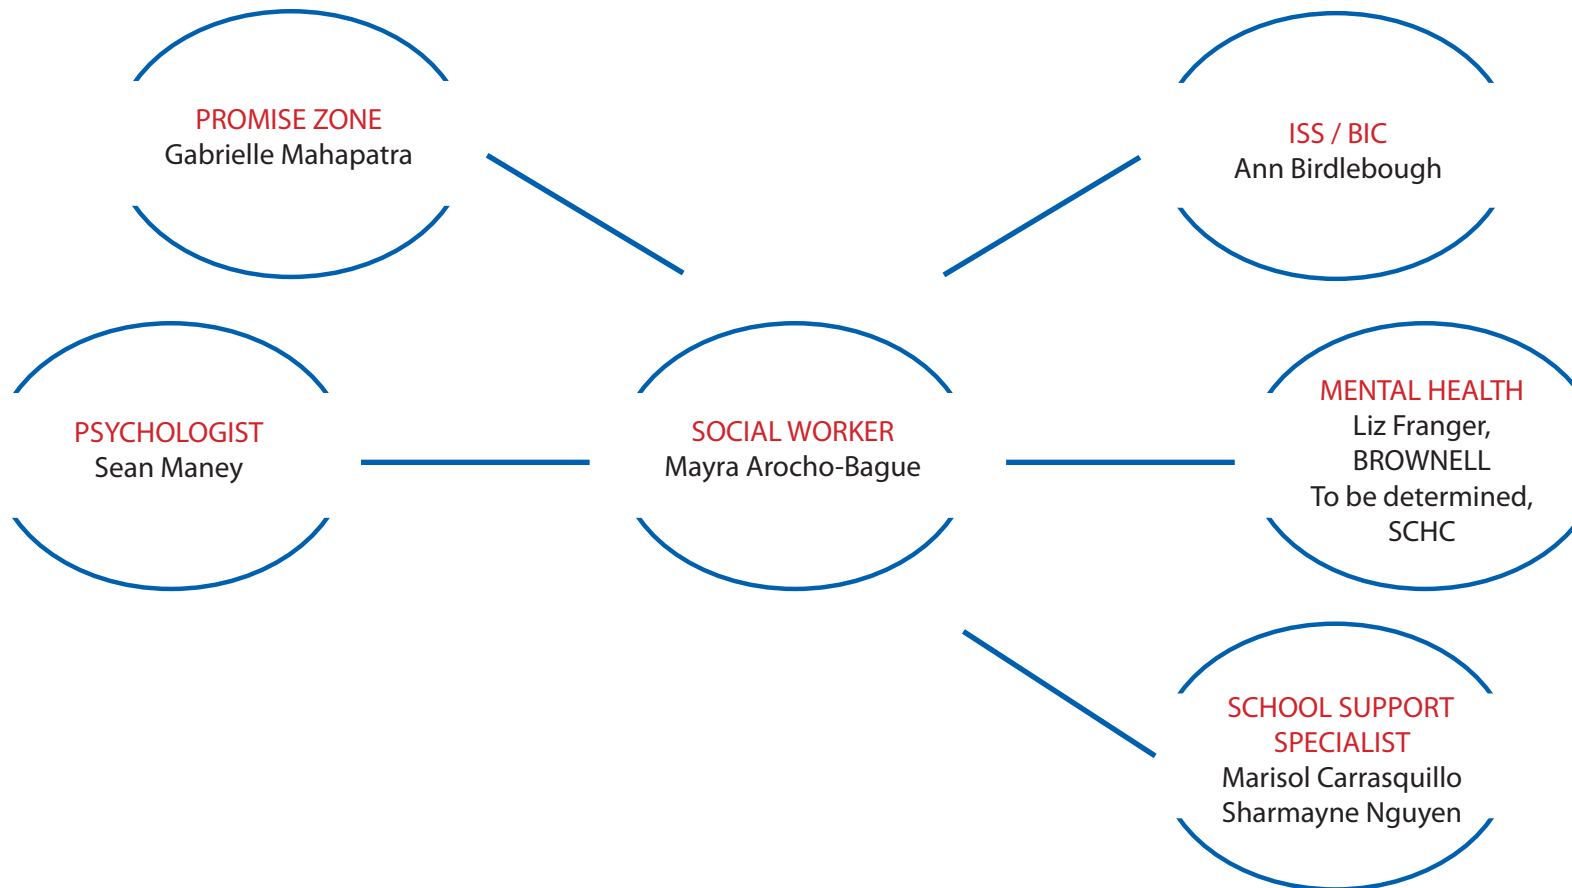 PROMISE ZONE
Gabrielle Mahapatra
ISS / BIC
Ann Birdlebough
PSYCHOLOGIST
Sean Maney
SOCIAL WORKER
Mayra Arocho-Bague
MENTAL HEALTH
Liz Franger,
BROWNELL
To be determined,
SCHC
SCHOOL SUPPORT
SPECIALIST
Marisol Carrasquillo
Sharmayne Nguyen